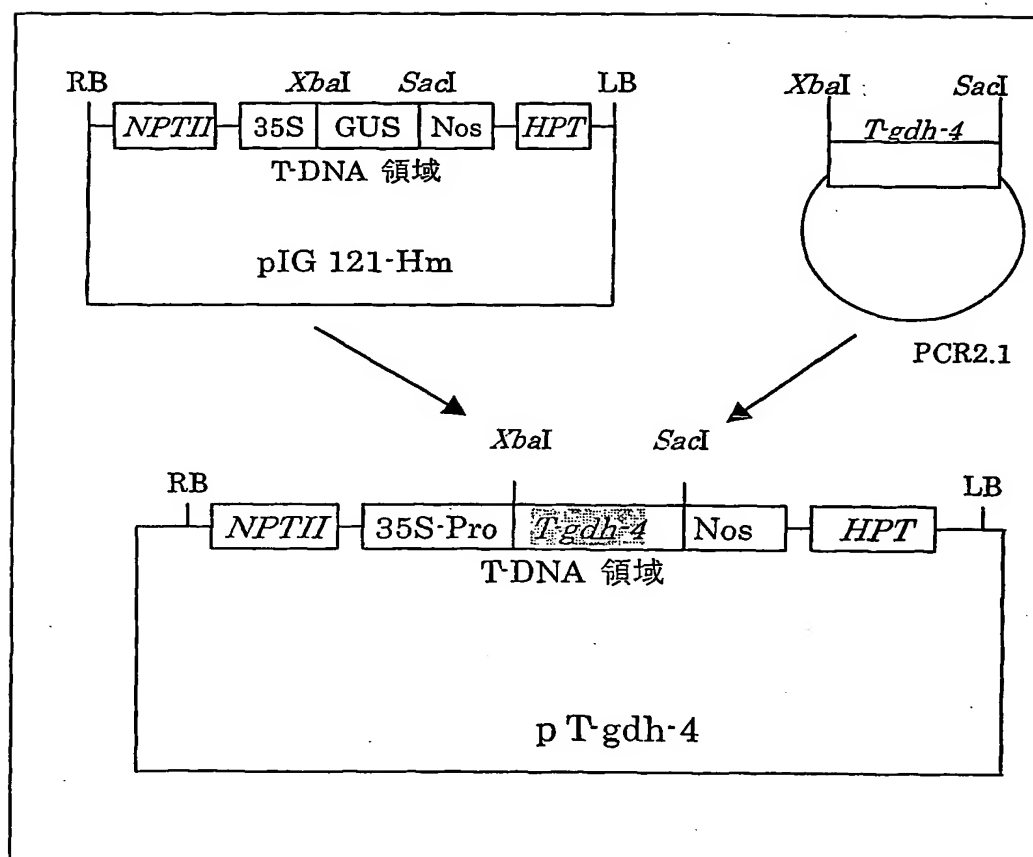 RB XbaI SacI LB
NPTII 35S GUS Nos HPT
T-DNA 領域
pIG 121-Hm
XbaI SacI
T-gdh-4
PCR2.1
XbaI SacI
RB LB
NPTII 35S-Pro T-gdh-4 Nos HPT
T-DNA 領域
p T-gdh-4